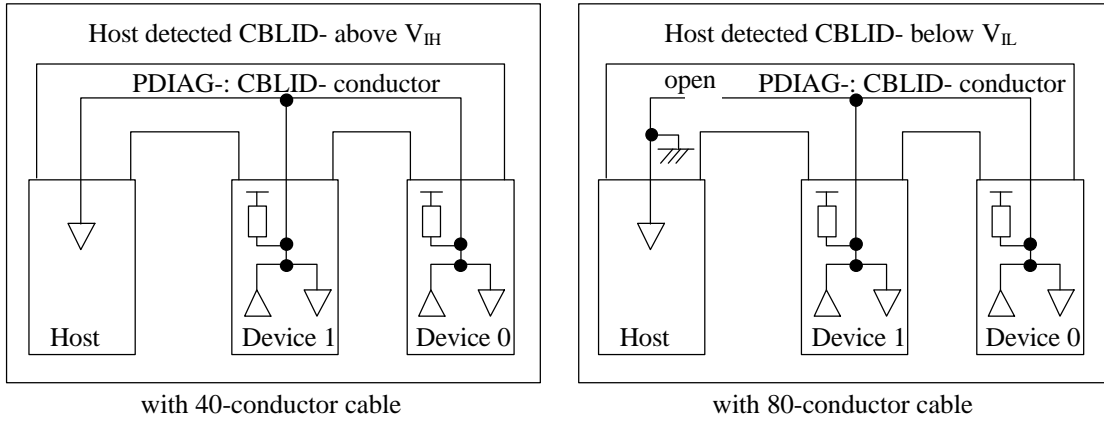 Host detected CBLID- above VIH
PDIAG-: CBLID- conductor
Host
Device 1
Device 0
with 40-conductor cable
Host detected CBLID- below VIL
open
PDIAG-: CBLID- conductor
Host
Device 1
Device 0
with 80-conductor cable